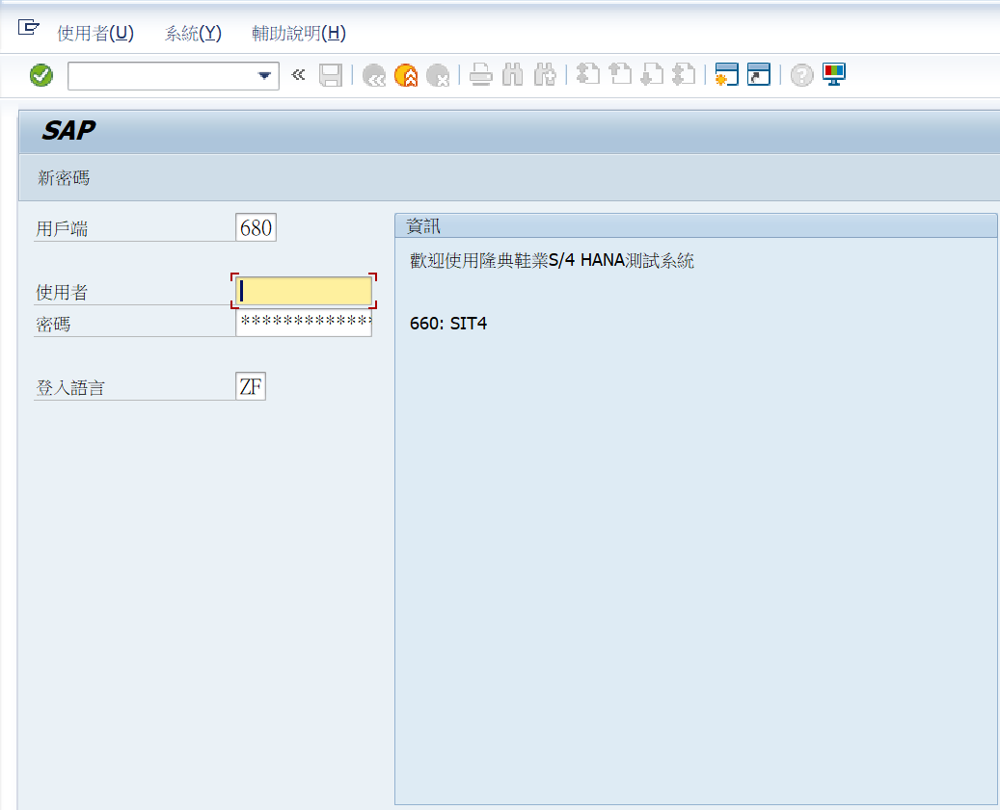 使用者(U) 系統(Y) 輔助說明(H)
SAP
新密碼
用戶端 680
資訊
歡迎使用隆典鞋業S/4 HANA測試系統
使用者
密碼 *************
660: SIT4
登入語言 ZF